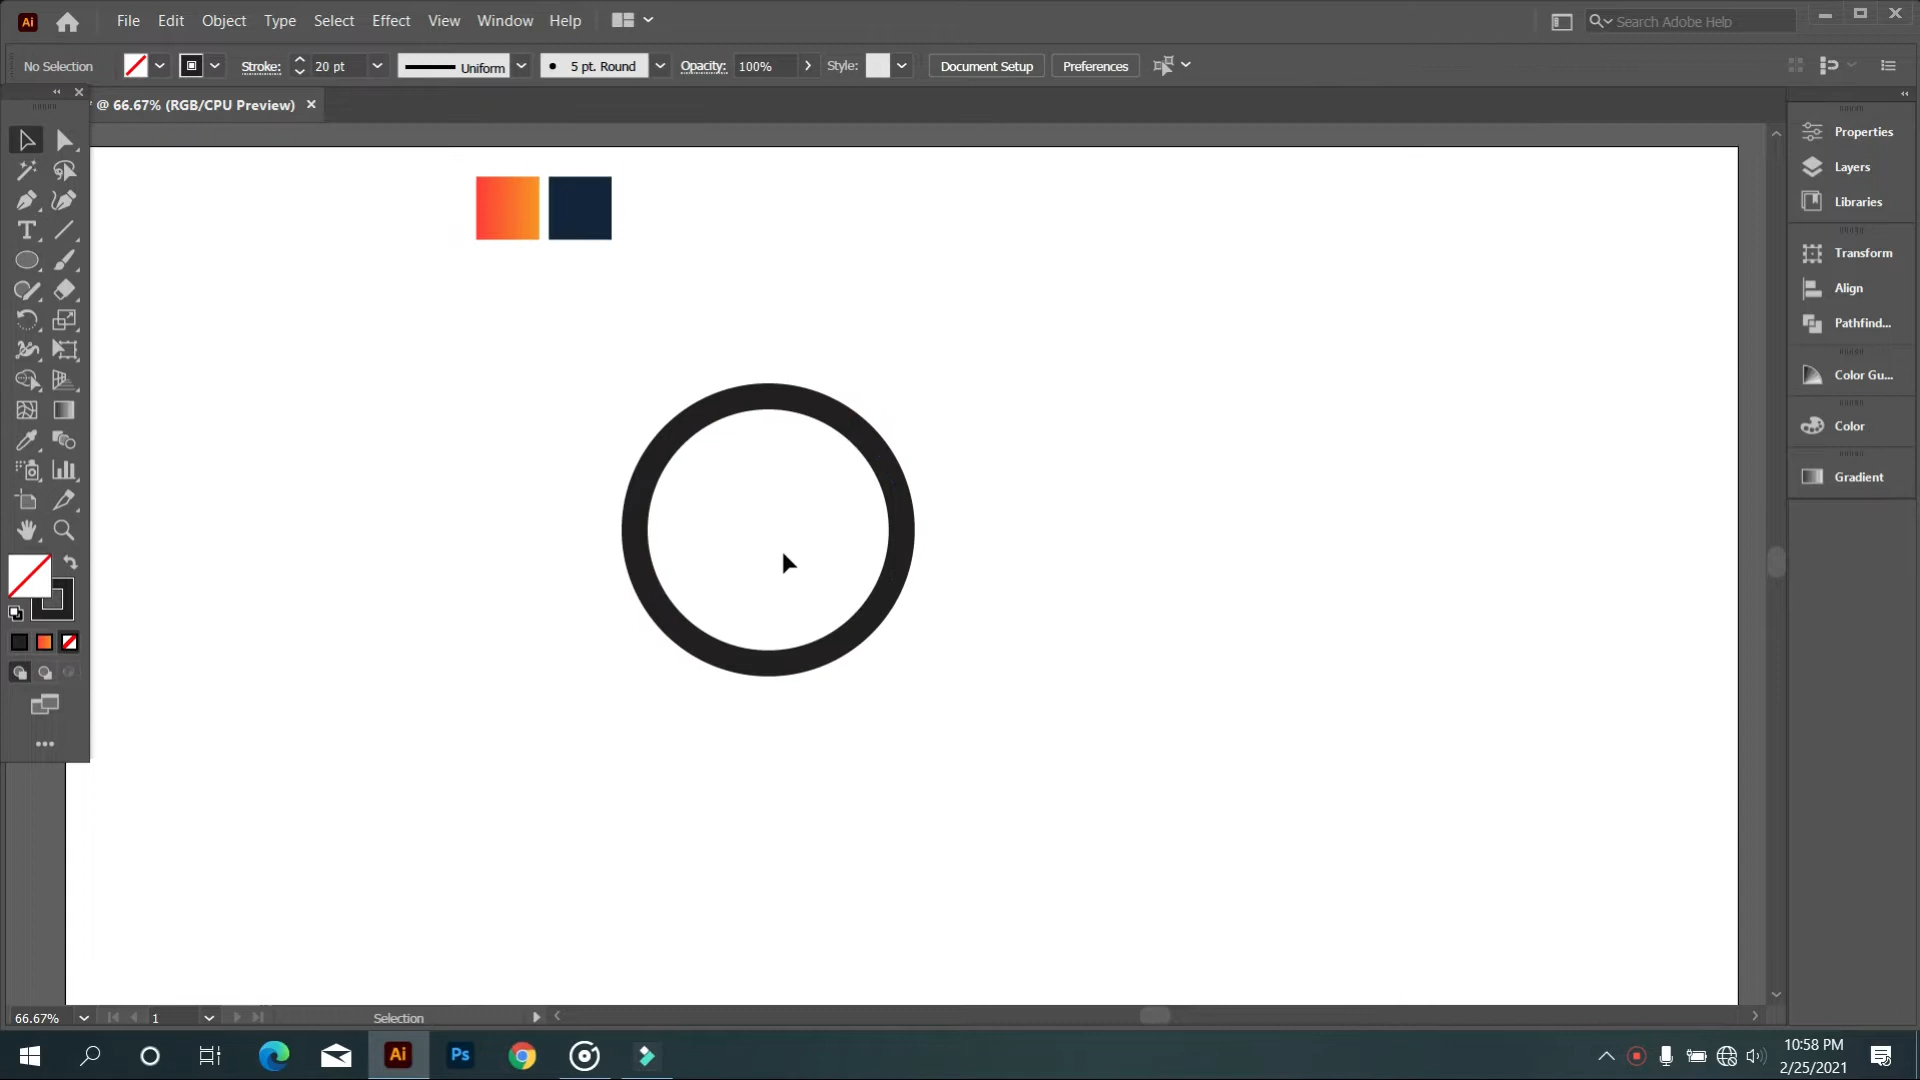 Ai File Edit Type Object Select Effect View Window Help Search Adobe Help
No Selection Stroke: 20 pt Uniform 5 pt. Round Opacity: 100% Style: Document Setup Preferences
@ 66.67% (RGB/CPU Preview)
Properties
Layers
Libraries
Transform
Align
Pathfind...
Color Gu...
Color
Gradient
66.67% 1 Selection
Ai Ps
10:58 PM
2/25/2021